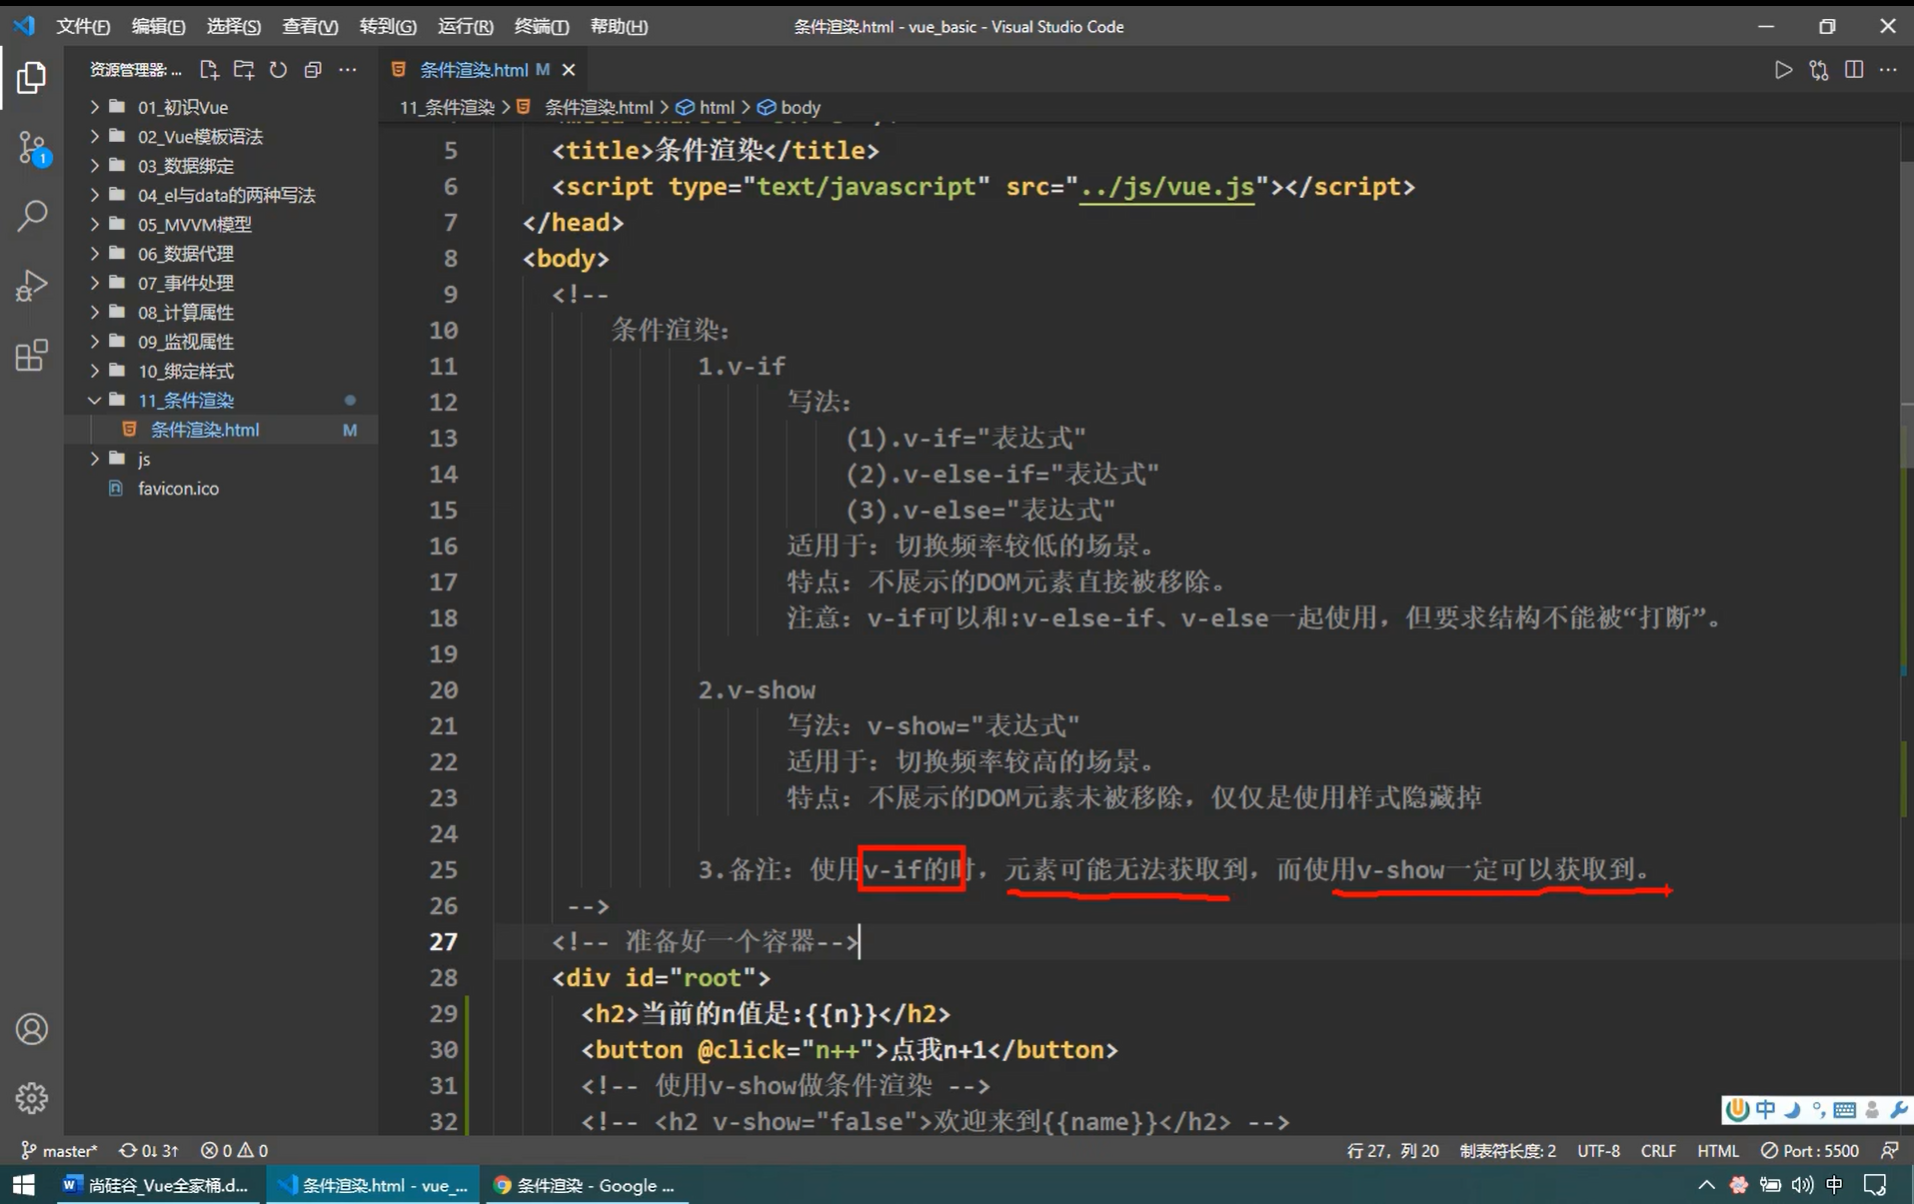 文件(F) 编辑(E) 选择(S) 查看(V) 转到(G) 运行(R) 终端(T) 帮助(H)
条件渲染.html - vue_basic - Visual Studio Code
资源管理器: ...
条件渲染.html M
11_条件渲染 > 条件渲染.html > html > body
1
01_初识Vue
02_Vue模板语法
03_数据绑定
04_el与data的两种写法
05_MVVM模型
06_数据代理
07_事件处理
08_计算属性
09_监视属性
10_绑定样式
11_条件渲染
条件渲染.html M
js
favicon.ico
5 <title>条件渲染</title>
6 <script type="text/javascript" src="../js/vue.js"></script>
7 </head>
8 <body>
9 <!--
10 条件渲染：
11 1.v-if
12 写法：
13 (1).v-if="表达式"
14 (2).v-else-if="表达式"
15 (3).v-else="表达式"
16 适用于：切换频率较低的场景。
17 特点：不展示的DOM元素直接被移除。
18 注意：v-if可以和:v-else-if、v-else一起使用，但要求结构不能被“打断”。
19
20 2.v-show
21 写法：v-show="表达式"
22 适用于：切换频率较高的场景。
23 特点：不展示的DOM元素未被移除，仅仅是使用样式隐藏掉
24
25 3.备注：使用v-if的时，元素可能无法获取到，而使用v-show一定可以获取到。
26 -->
27 <!-- 准备好一个容器-->
28 <div id="root">
29 <h2>当前的n值是:{{n}}</h2>
30 <button @click="n++">点我n+1</button>
31 <!-- 使用v-show做条件渲染 -->
32 <!-- <h2 v-show="false">欢迎来到{{name}}</h2> -->
中
master* 0↓ 3↑ 0 0
行 27，列 20 制表符长度: 2 UTF-8 CRLF HTML Port : 5500
尚硅谷_Vue全家桶.d... 条件渲染.html - vue_... 条件渲染 - Google ... 中